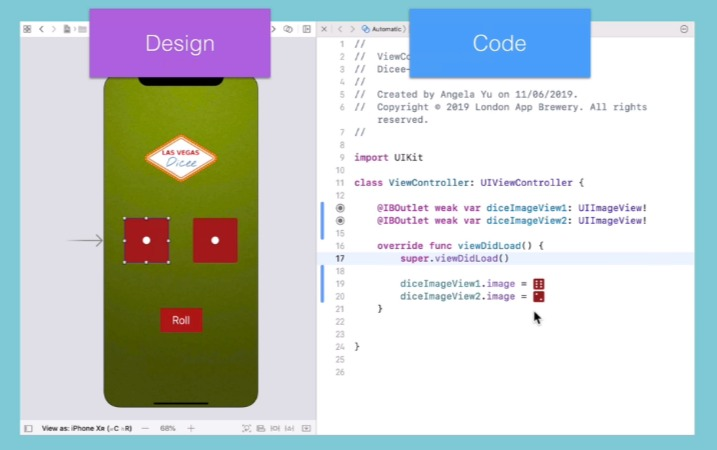 Design
Code
Automatic
1 //
2 // ViewCo
3 // Dicee-
4 //
5 // Created by Angela Yu on 11/06/2019.
6 // Copyright © 2019 London App Brewery. All rights
reserved.
7 //
8
9 import UIKit
10
11 class ViewController: UIViewController {
12
@IBOutlet weak var diceImageView1: UIImageView!
@IBOutlet weak var diceImageView2: UIImageView!
15
16 override func viewDidLoad() {
17 super.viewDidLoad()
18
19 diceImageView1.image =
20 diceImageView2.image =
21 }
22
23
24 }
25
26
LAS VEGAS
Dicee
Roll
View as: iPhone Xʀ (wC hR)
68%